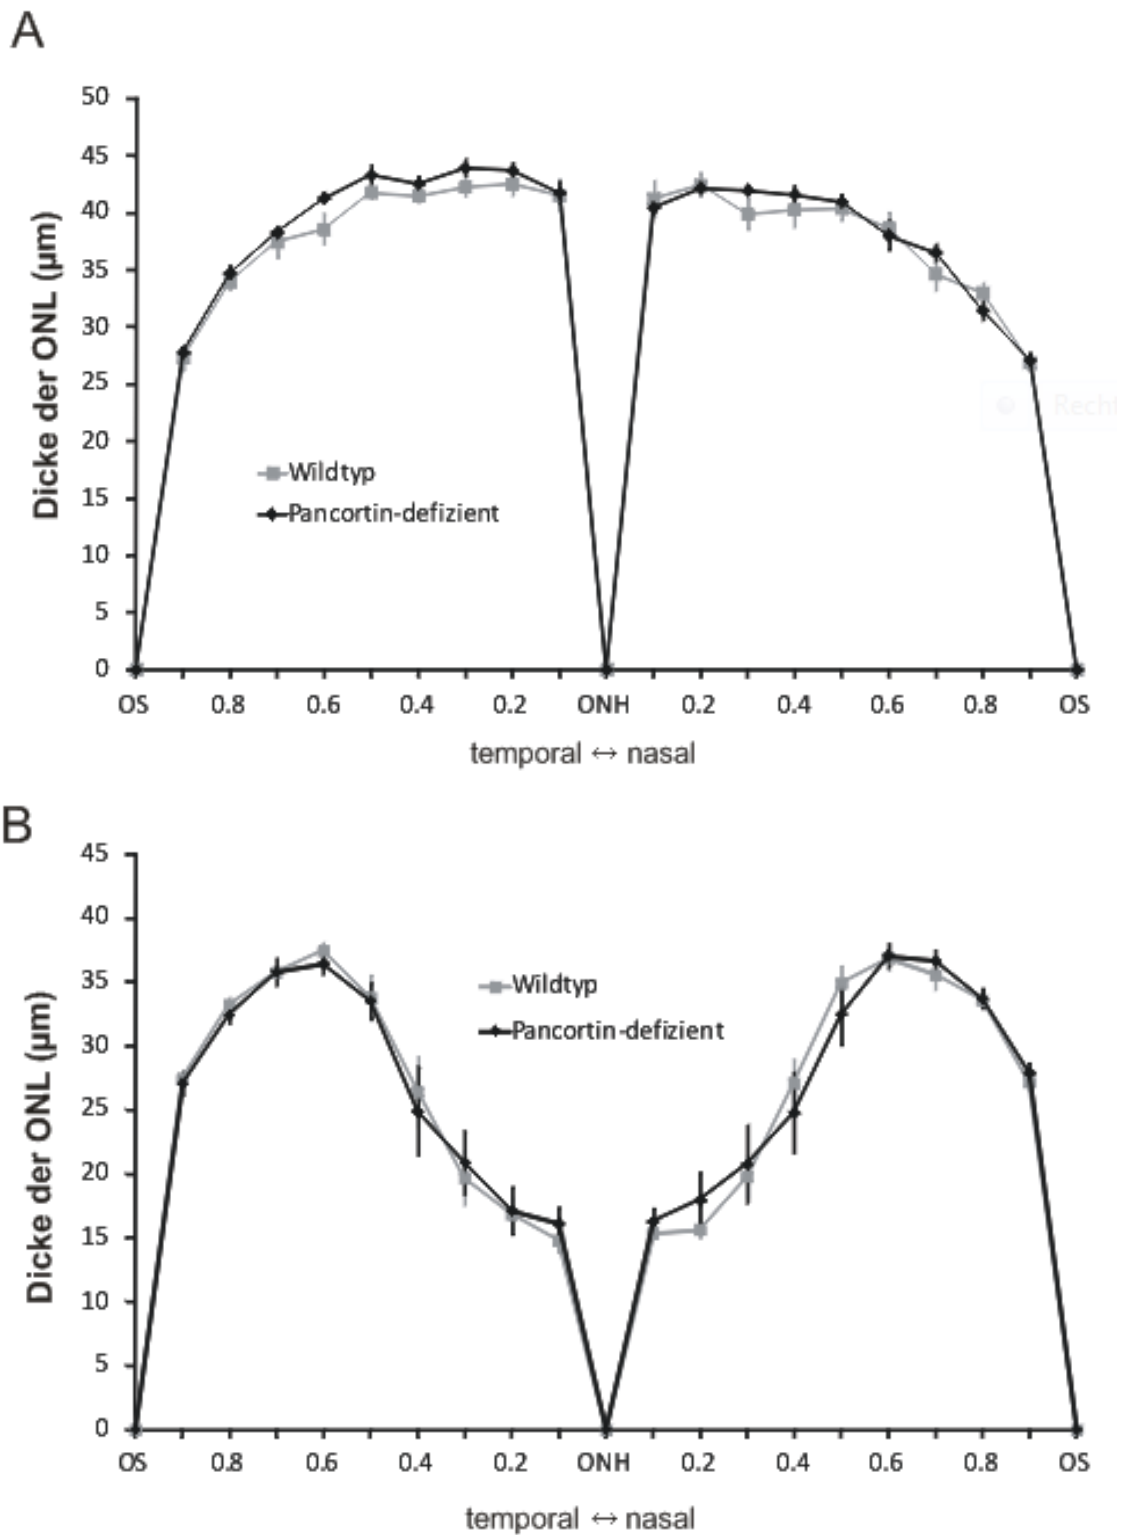 A
50
45
40
35
30
25
20
15
10
5
0
Dicke der ONL (µm)
Wildtyp
Pancortin-defizient
Recht
OS 0.8 0.6 0.4 0.2 ONH 0.2 0.4 0.6 0.8 OS
temporal ↔ nasal
B
45
40
35
30
25
20
15
10
5
0
Dicke der ONL (µm)
Wildtyp
Pancortin-defizient
OS 0.8 0.6 0.4 0.2 ONH 0.2 0.4 0.6 0.8 OS
temporal ↔ nasal